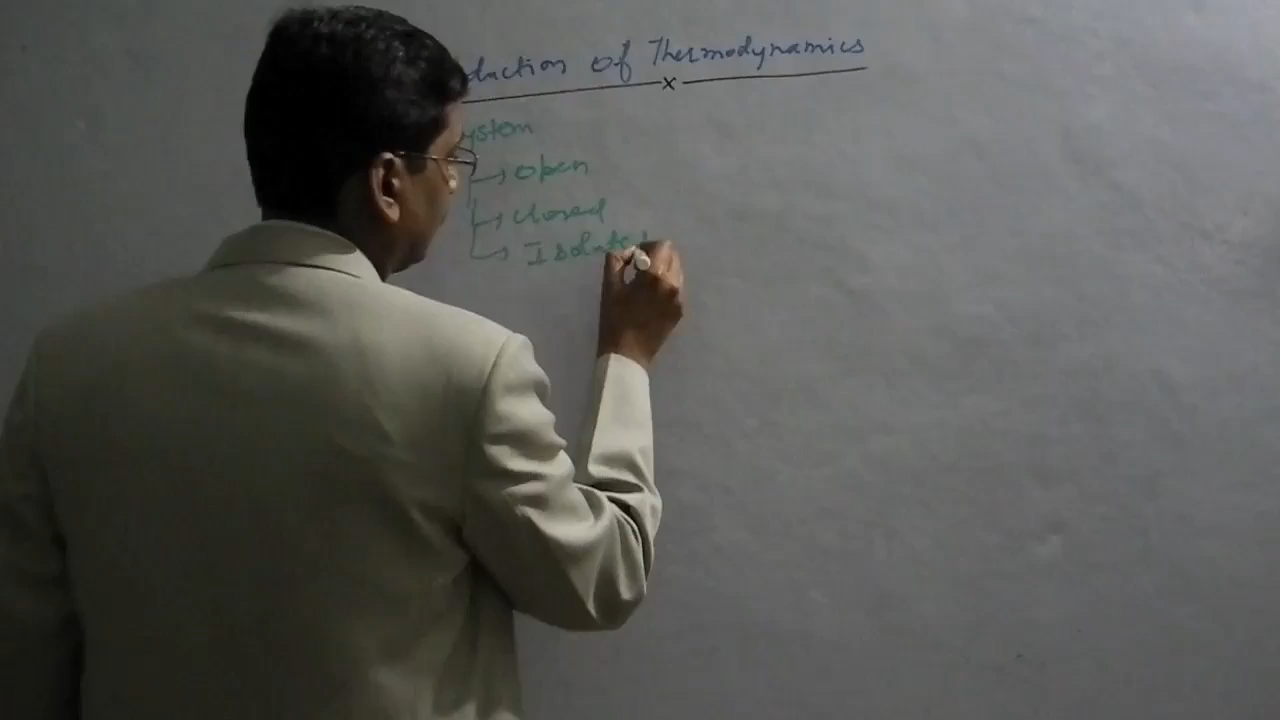 duction of Thermodynamics
x
ystem
→ open
→ closed
→ Isolated